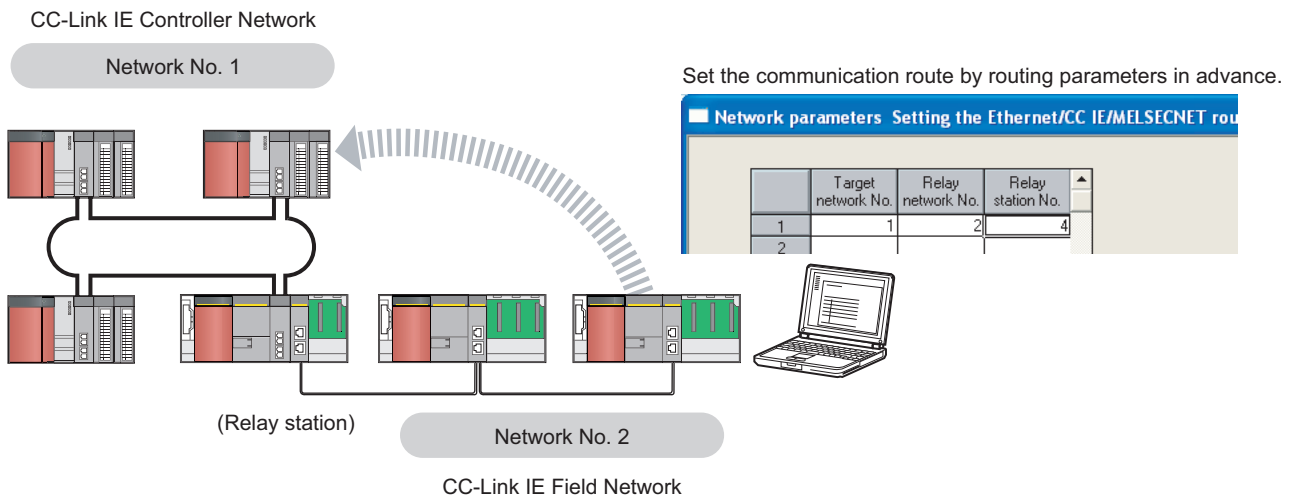 CC-Link IE Controller Network
Network No. 1
Set the communication route by routing parameters in advance.
Network parameters Setting the Ethernet/CC IE/MELSECNET rou
Target network No.
Relay network No.
Relay station No.
1 1 2 4
2
(Relay station)
Network No. 2
CC-Link IE Field Network